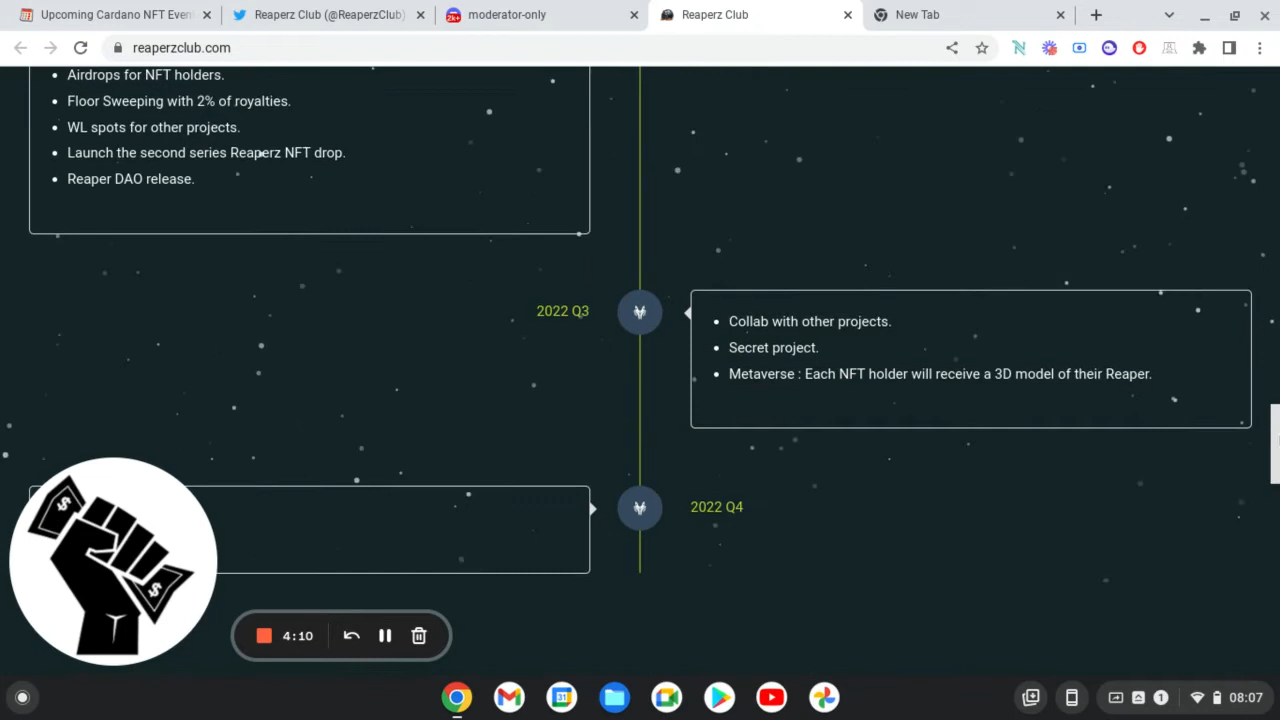 Upcoming Cardano NFT Even
Reaperz Club (@ReaperzClub)
2k+
moderator-only
Reaperz Club
New Tab
reaperzclub.com
Airdrops for NFT holders.
Floor Sweeping with 2% of royalties.
WL spots for other projects.
Launch the second series Reaperz NFT drop.
Reaper DAO release.
2022 Q3
Collab with other projects.
Secret project.
Metaverse : Each NFT holder will receive a 3D model of their Reaper.
2022 Q4
$
$
4:10
31
1
08:07